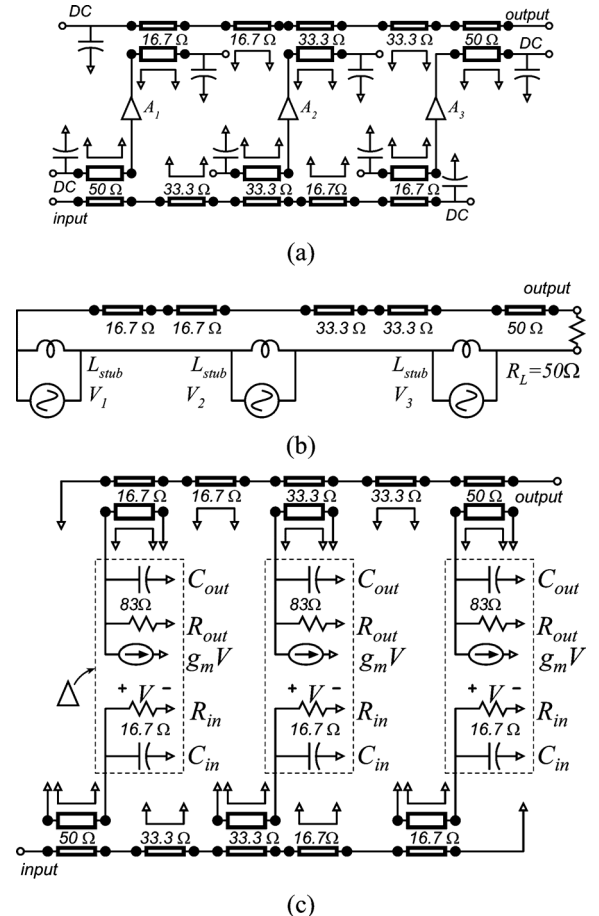 DC output
16.7 Ω 16.7 Ω 33.3 Ω 33.3 Ω 50 Ω
DC
A1 A2 A3
DC 50 Ω 33.3 Ω 33.3 Ω 16.7Ω 16.7 Ω
input DC
(a)
output
16.7 Ω 16.7 Ω 33.3 Ω 33.3 Ω 50 Ω
Lstub Lstub Lstub RL=50Ω
V1 V2 V3
(b)
16.7 Ω 16.7 Ω 33.3 Ω 33.3 Ω 50 Ω
output
Cout Cout Cout
83Ω 83Ω 83Ω
Rout Rout Rout
gmV gmV gmV
+ V - + V - + V -
Rin Rin Rin
16.7 Ω 16.7 Ω 16.7 Ω
Cin Cin Cin
50 Ω 33.3 Ω 33.3 Ω 16.7Ω 16.7 Ω
input
(c)